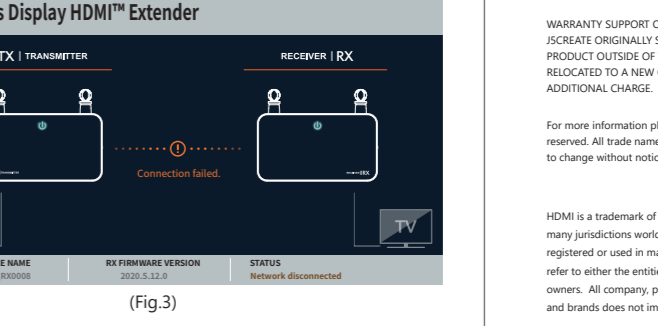 s Display HDMI™ Extender
TX | TRANSMITTER
RECEIVER | RX
Connection failed.
TV
E NAME
RX FIRMWARE VERSION
STATUS
RX0008
2020.5.12.0
Network disconnected
(Fig.3)
WARRANTY SUPPORT C
J5CREATE ORIGINALLY S
PRODUCT OUTSIDE OF
RELOCATED TO A NEW
ADDITIONAL CHARGE.
For more information pl
reserved. All trade name
to change without notic
HDMI is a trademark of
many jurisdictions world
registered or used in ma
refer to either the entitie
owners. All company, p
and brands does not im